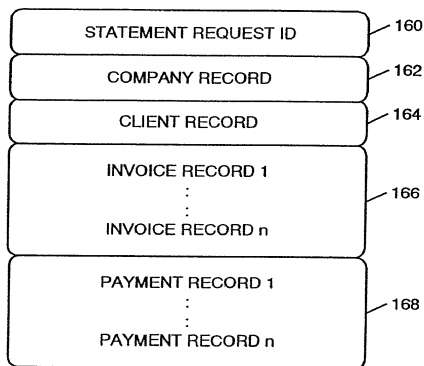 STATEMENT REQUEST ID
160
COMPANY RECORD
162
CLIENT RECORD
164
INVOICE RECORD 1
:
:
INVOICE RECORD n
166
PAYMENT RECORD 1
:
:
PAYMENT RECORD n
168